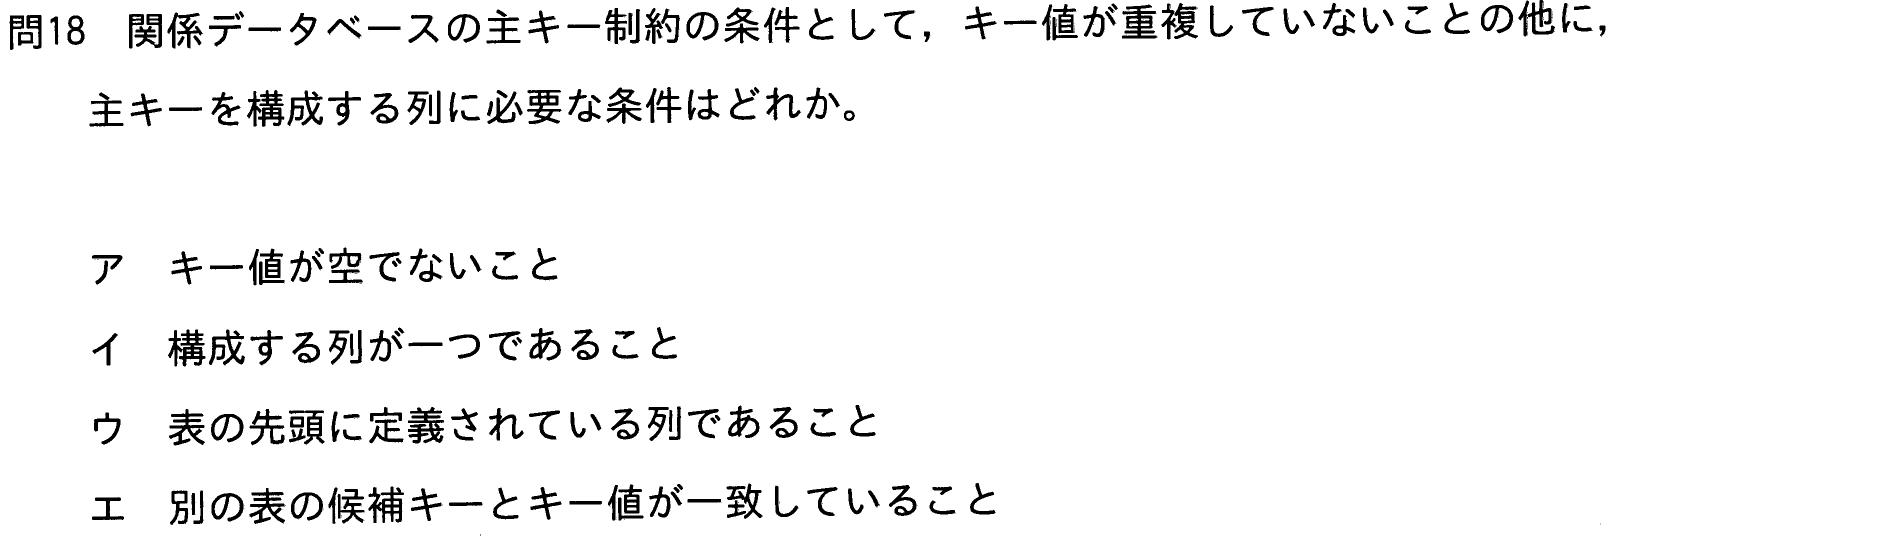 問18 関係データベースの主キー制約の条件として，キー値が重複していないことの他に，
主キーを構成する列に必要な条件はどれか。
ア キー値が空でないこと
イ 構成する列が一つであること
ウ 表の先頭に定義されている列であること
エ 別の表の候補キーとキー値が一致していること